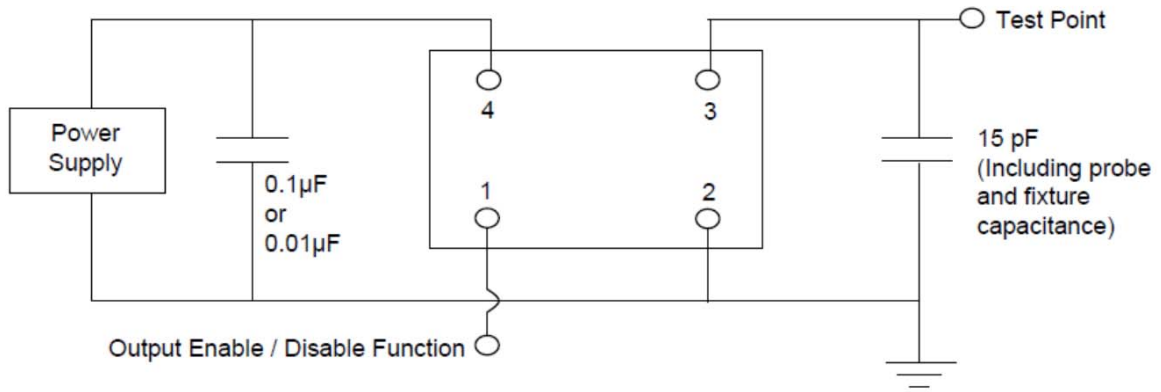 Test Point
4
3
Power
Supply
15 pF
(Including probe
and fixture
capacitance)
0.1µF
or
0.01µF
1
2
Output Enable / Disable Function